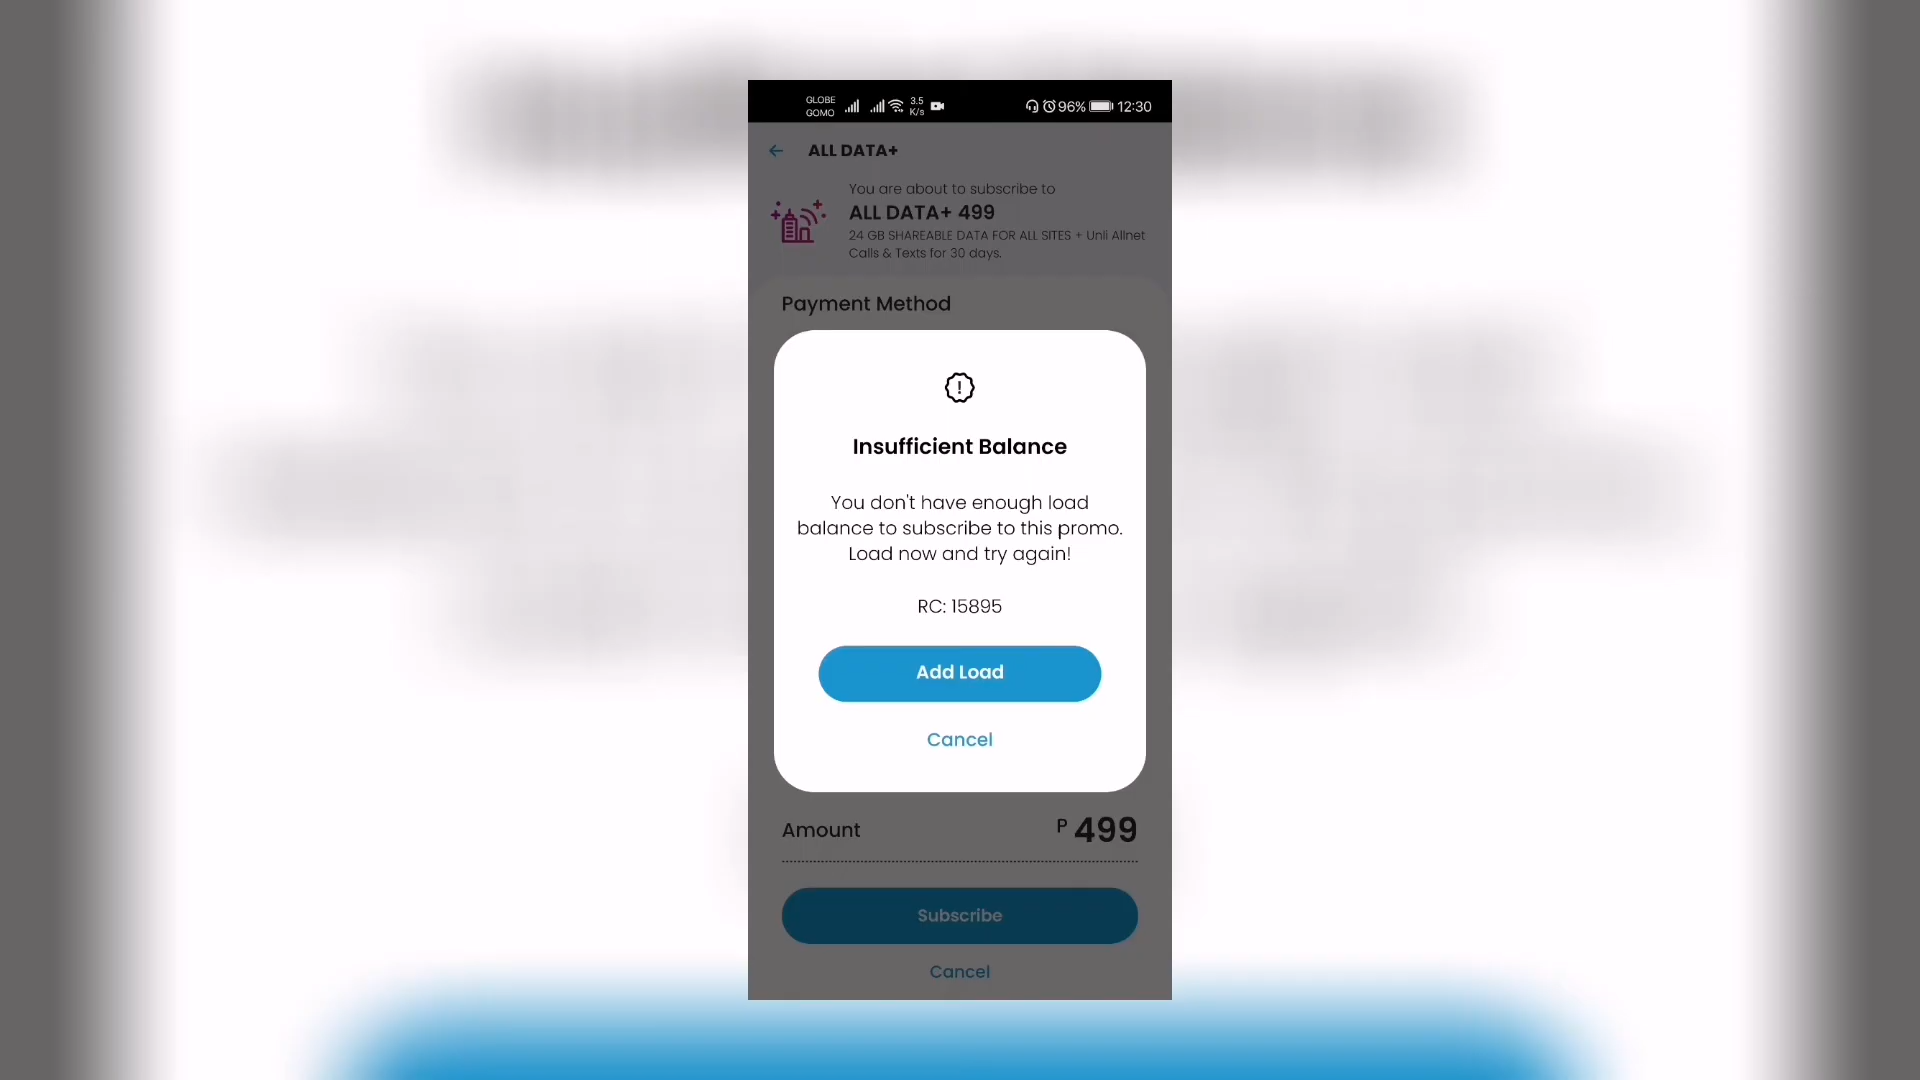 GLOBE
GOMO
3.5
K/s
96%
12:30
ALL DATA+
You are about to subscribe to
ALL DATA+ 499
24 GB SHAREABLE DATA FOR ALL SITES + Unli Allnet
Calls & Texts for 30 days.
Payment Method
Insufficient Balance
You don't have enough load
balance to subscribe to this promo.
Load now and try again!
RC: 15895
Add Load
Cancel
Amount
P 499
Subscribe
Cancel